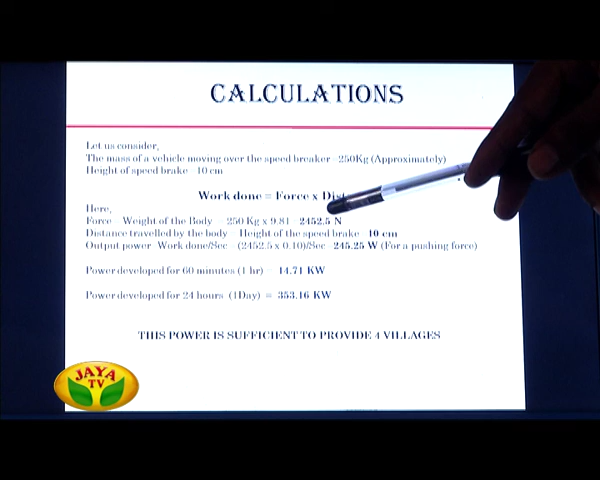 CALCULATIONS
Let us consider,
The mass of a vehicle moving over the speed breaker = 250Kg (Approximately)
Height of speed brake = 10 cm
Work done = Force x
Here,
Force = Weight of the Body = 250 Kg x 9.81 = 2452.5 N
Distance travelled by the body = Height of the speed brake = 10 cm
Output power = Work done/Sec = (2452.5 x 0.10)/Sec = 245.25 W (For a pushing force)
Power developed for 60 minutes (1 hr) = 14.71 KW
Power developed for 24 hours (1Day) = 353.16 KW
THIS POWER IS SUFFICIENT TO PROVIDE 4 VILLAGES
JAYA
TV